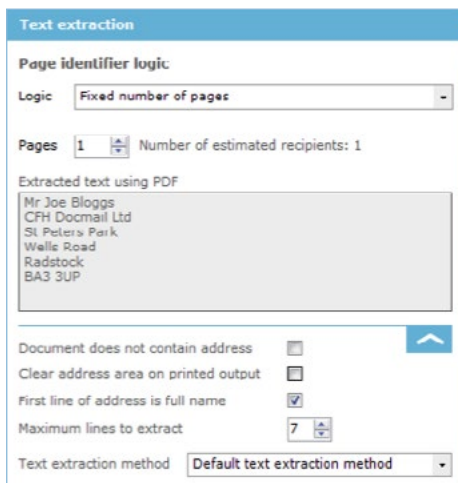 Text extraction
Page identifier logic
Logic Fixed number of pages
Pages 1 Number of estimated recipients: 1
Extracted text using PDF
Mr Joe Bloggs
CFH Docmail Ltd
St Peters Park
Wells Road
Radstock
BA3 3UP
Document does not contain address
Clear address area on printed output
First line of address is full name
Maximum lines to extract 7
Text extraction method Default text extraction method